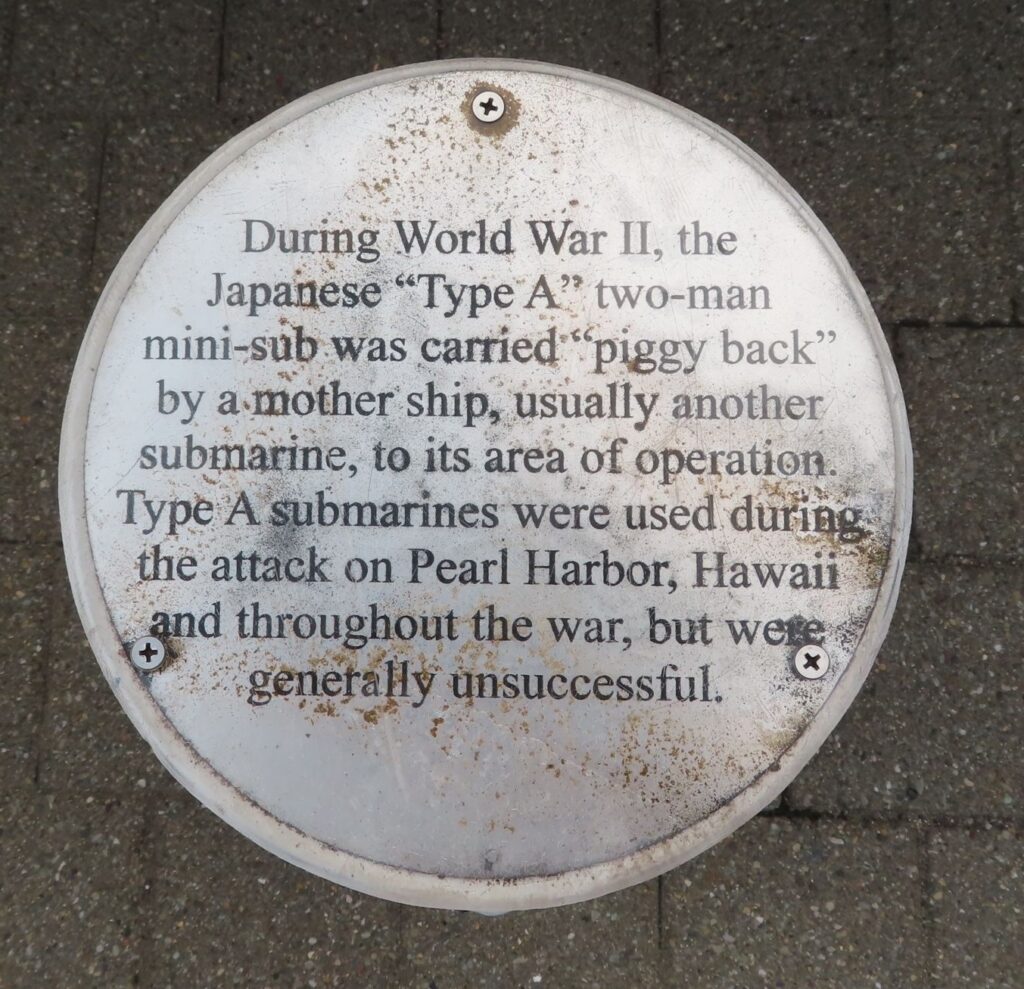 During World War II, the
Japanese “Type A” two-man
mini-sub was carried “piggy back”
by a mother ship, usually another
submarine, to its area of operation.
Type A submarines were used during
the attack on Pearl Harbor, Hawaii
and throughout the war, but were
generally unsuccessful.